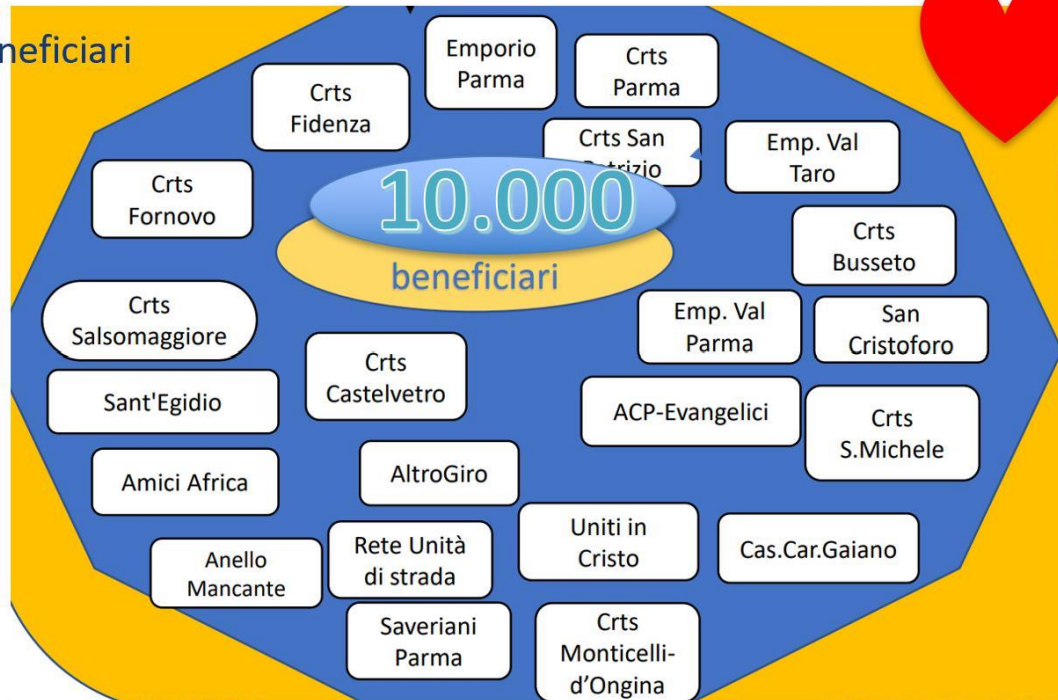 neficiari
Emporio
Parma
Crts
Parma
Crts
Fidenza
Crts San
Emp. Val
Taro
Crts
Fornovo
10.000
beneficiari
Crts
Busseto
Crts
Salsomaggiore
Emp. Val
Parma
San
Cristoforo
Crts
Castelvetro
Sant'Egidio
ACP-Evangelici
Crts
S.Michele
Amici Africa
AltroGiro
Uniti in
Cristo
Cas.Car.Gaiano
Anello
Mancante
Rete Unità
di strada
Saveriani
Parma
Crts
Monticelli-
d'Ongina